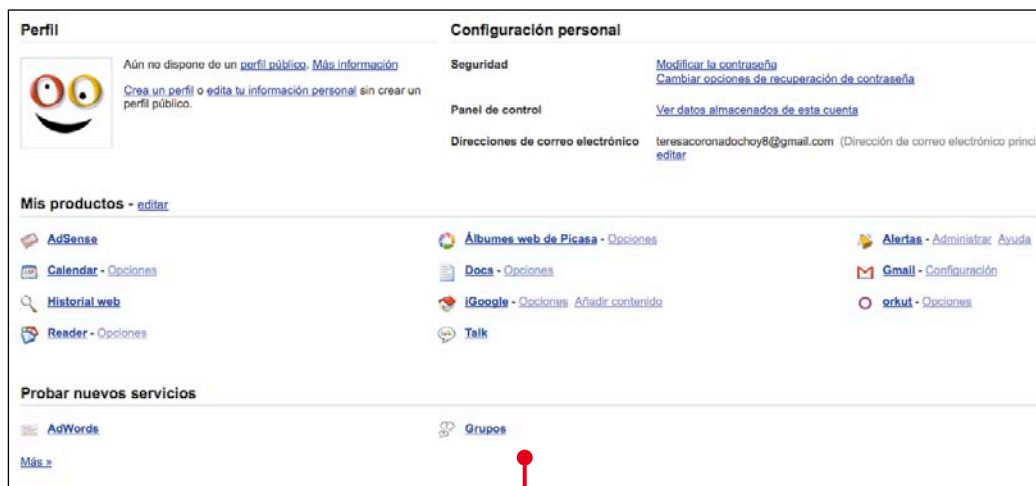 Perfil
Aún no dispone de un perfil público. Más información
Crea un perfil o edita tu información personal sin crear un
perfil público.
Configuración personal
Seguridad
Modificar la contraseña
Cambiar opciones de recuperación de contraseña
Panel de control
Ver datos almacenados de esta cuenta
Direcciones de correo electrónico
teresacoronadochoy8@gmail.com (Dirección de correo electrónico princi
editar
Mis productos - editar
AdSense
Álbumes web de Picasa - Opciones
Alertas - Administrar Ayuda
Calendar - Opciones
Docs - Opciones
Gmail - Configuración
Historial web
iGoogle - Opciones Añadir contenido
orkut - Opciones
Reader - Opciones
Talk
Probar nuevos servicios
AdWords
Grupos
Más »